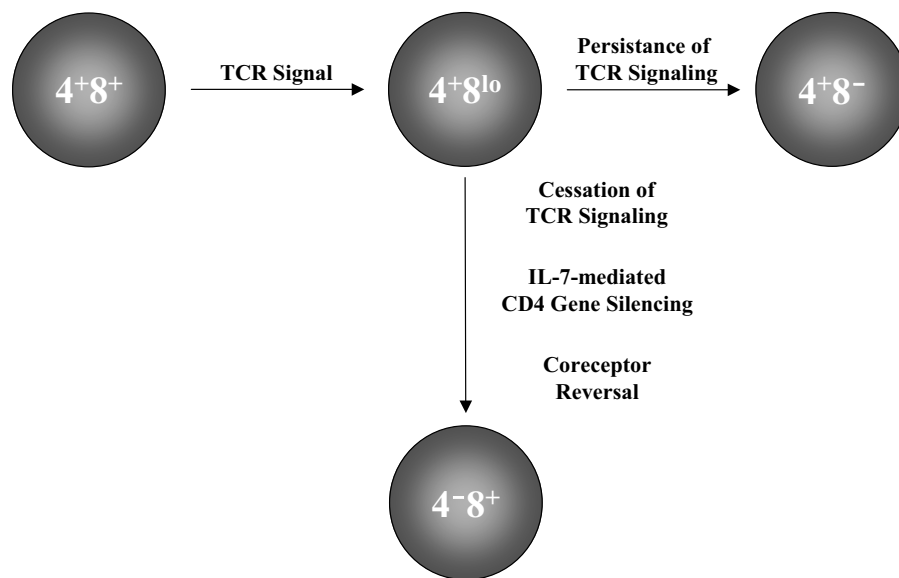 4⁺8⁺
TCR Signal
4⁺8ˡᵒ
Persistance of
TCR Signaling
4⁺8⁻
Cessation of
TCR Signaling
IL-7-mediated
CD4 Gene Silencing
Coreceptor
Reversal
4⁻8⁺